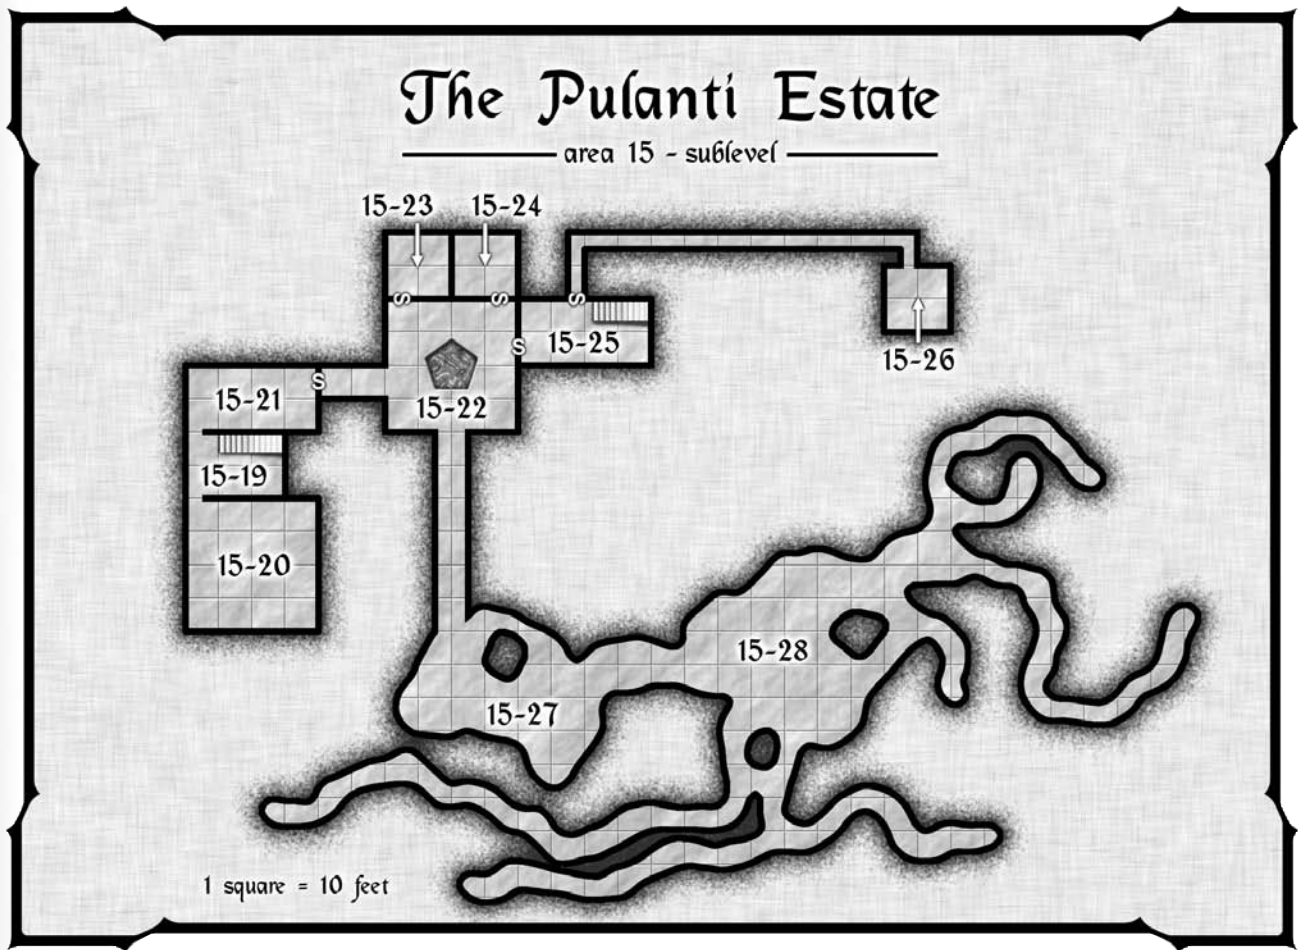 The Pulanti Estate
area 15 - sublevel
15-23 15-24
S S S
15-25
S
15-26
S
15-21
15-22
15-19
15-20
15-28
15-27
1 square = 10 feet